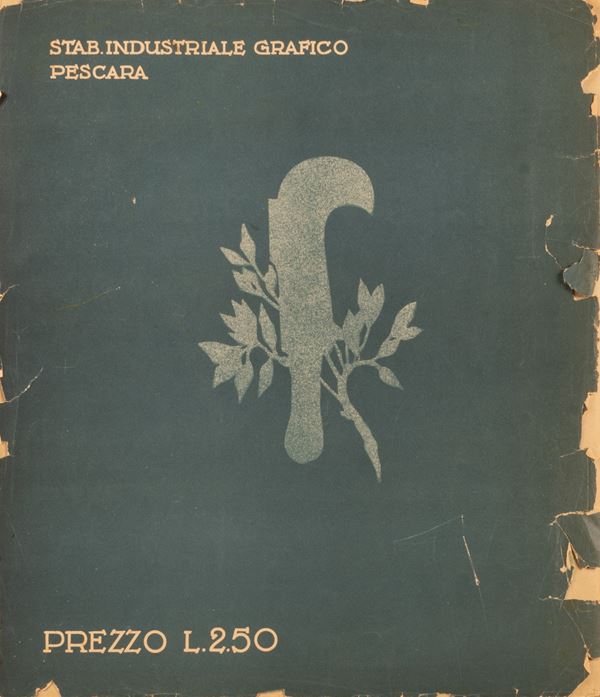 STAB. INDUSTRIALE GRAFICO
PESCARA
PREZZO L.2.50